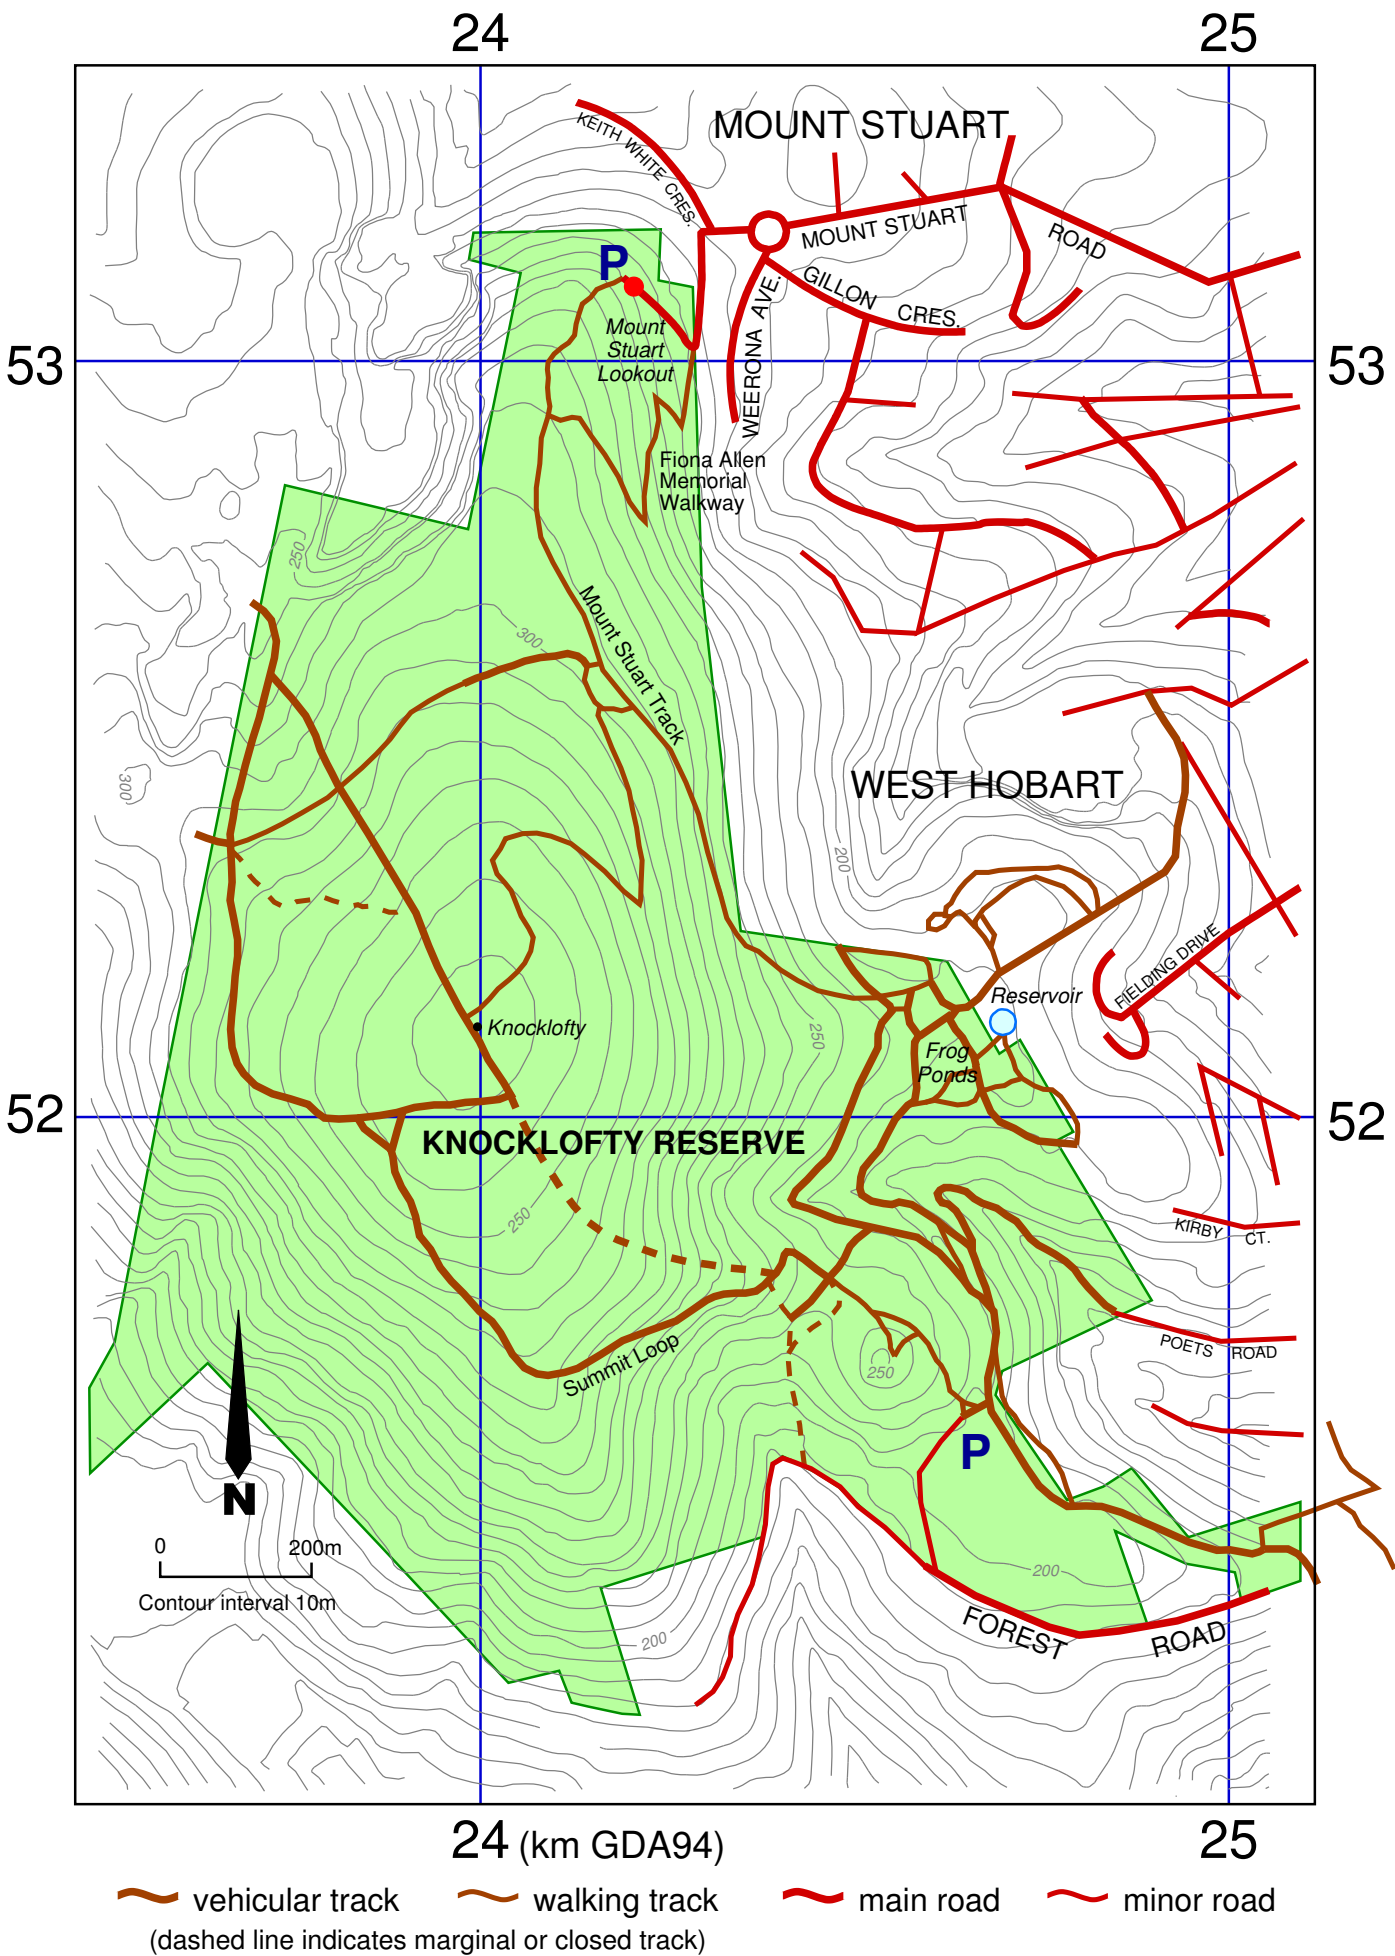 24
25
MOUNT STUART
KEITH WHITE CRES.
MOUNT STUART
ROAD
P
GILLON CRES.
WEERONA AVE.
Mount
Stuart
Lookout
53
53
Fiona Allen
Memorial
Walkway
250
Mount Stuart Track
300
300
WEST HOBART
200
FIELDING DRIVE
Reservoir
Knocklofty
250
Frog
Ponds
52
52
KNOCKLOFTY RESERVE
250
KIRBY CT.
POETS ROAD
Summit Loop
250
P
N
0 200m
Contour interval 10m
200
200
FOREST ROAD
24 (km GDA94)
25
vehicular track
walking track
main road
minor road
(dashed line indicates marginal or closed track)